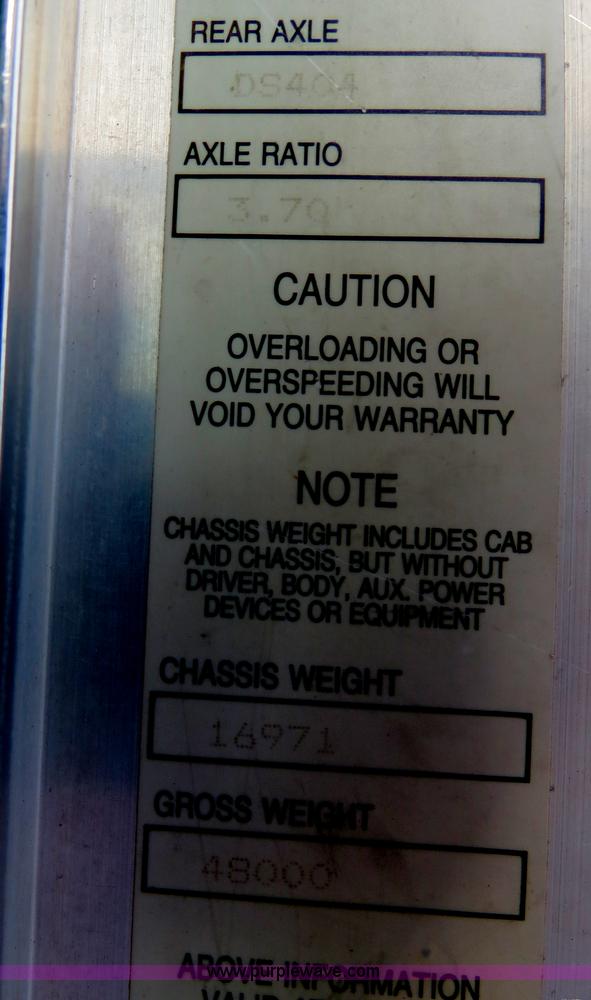 REAR AXLE
DS404
AXLE RATIO
3.70
CAUTION
OVERLOADING OR
OVERSPEEDING WILL
VOID YOUR WARRANTY
NOTE
CHASSIS WEIGHT INCLUDES CAB
AND CHASSIS, BUT WITHOUT
DRIVER, BODY, AUX. POWER
DEVICES OR EQUIPMENT
CHASSIS WEIGHT
16971
GROSS WEIGHT
48000
ABOVE INFORMATION
www.purplewave.com